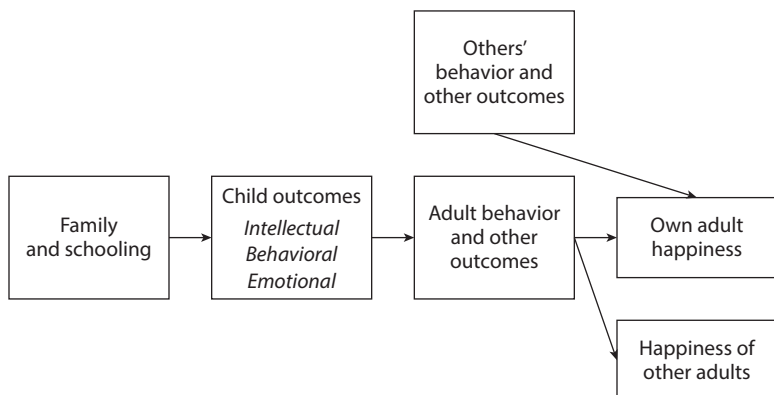 Others’
behavior and
other outcomes
Family
and schooling
Child outcomes
Intellectual
Behavioral
Emotional
Adult behavior
and other
outcomes
Own adult
happiness
Happiness of
other adults